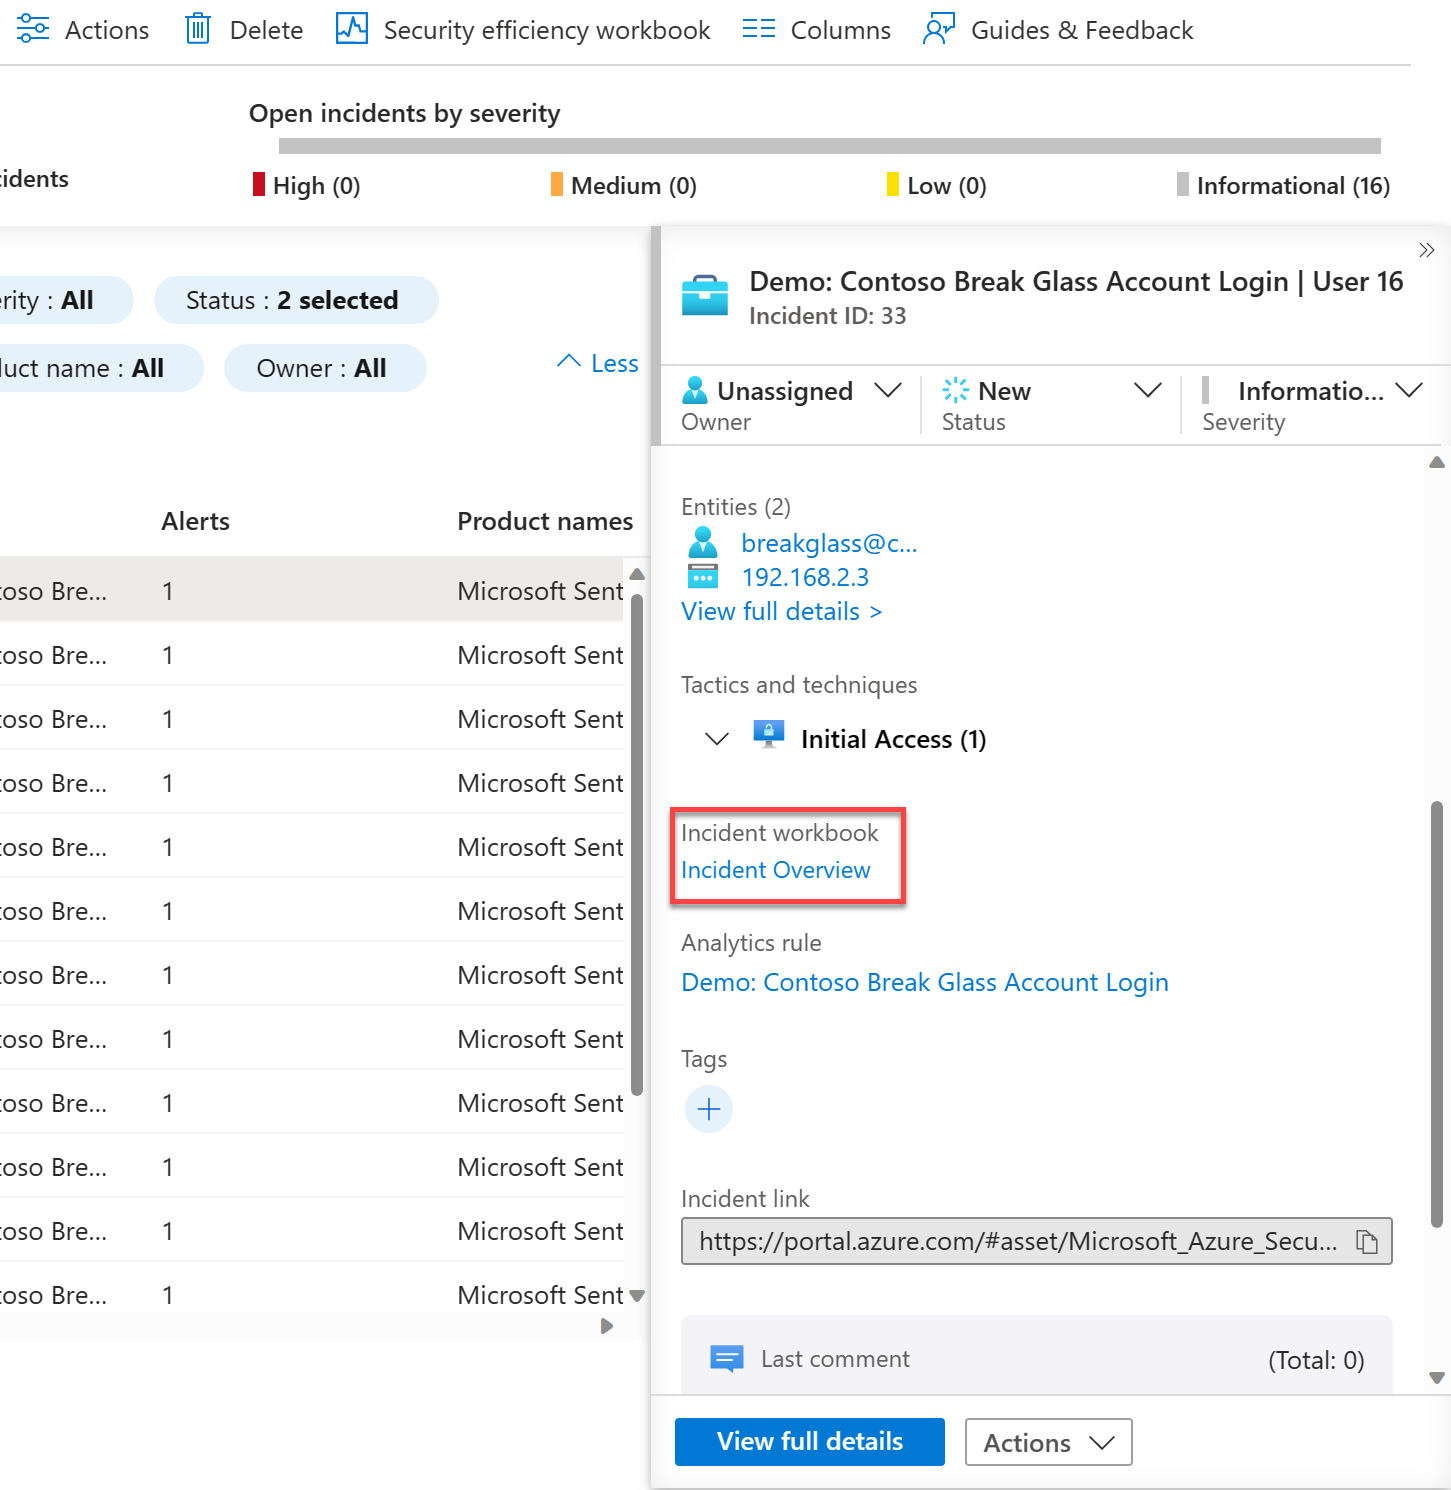 Actions Delete Security efficiency workbook Columns Guides & Feedback
Open incidents by severity
cidents
High (0) Medium (0) Low (0) Informational (16)
erity : All Status : 2 selected
luct name : All Owner : All Less
Alerts Product names
toso Bre... 1 Microsoft Sent
toso Bre... 1 Microsoft Sent
toso Bre... 1 Microsoft Sent
toso Bre... 1 Microsoft Sent
toso Bre... 1 Microsoft Sent
toso Bre... 1 Microsoft Sent
toso Bre... 1 Microsoft Sent
toso Bre... 1 Microsoft Sent
toso Bre... 1 Microsoft Sent
toso Bre... 1 Microsoft Sent
toso Bre... 1 Microsoft Sent
toso Bre... 1 Microsoft Sent
Demo: Contoso Break Glass Account Login | User 16
Incident ID: 33
Unassigned New Informatio...
Owner Status Severity
Entities (2)
breakglass@c...
192.168.2.3
View full details >
Tactics and techniques
Initial Access (1)
Incident workbook
Incident Overview
Analytics rule
Demo: Contoso Break Glass Account Login
Tags
Incident link
https://portal.azure.com/#asset/Microsoft_Azure_Secu...
Last comment (Total: 0)
View full details Actions